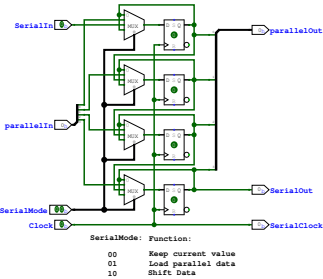 SerialIn
parallelOut
MUX
D S Q
MUX
D S Q
parallelIn
MUX
D S Q
MUX
D S Q
SerialOut
SerialMode
Clock
SerialClock
SerialMode: Function:
00 Keep current value
01 Load parallel data
10 Shift Data